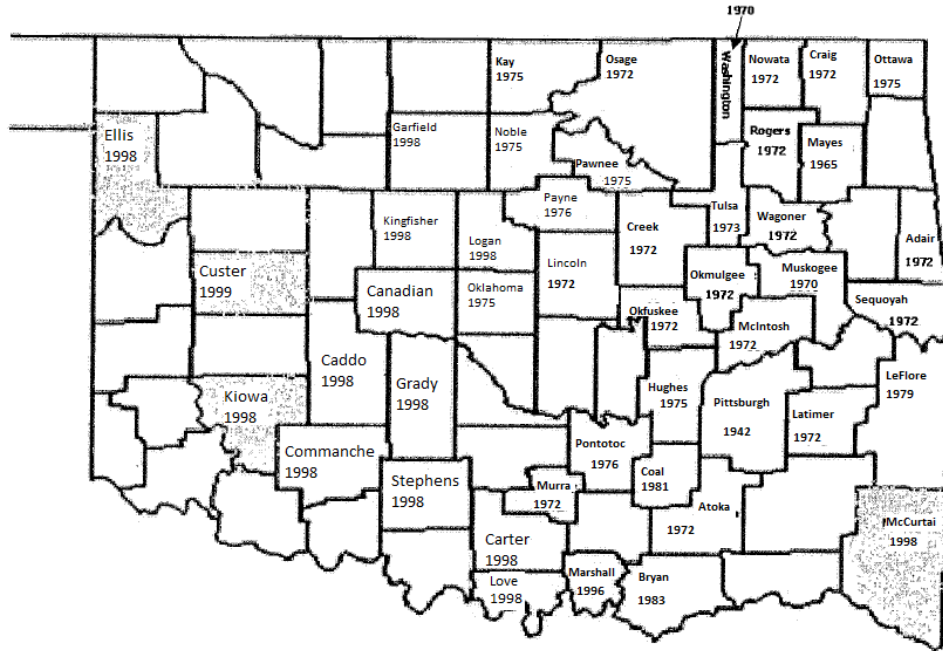 1970
Kay
1975
Osage
1972
Washington
Nowata
1972
Craig
1972
Ottawa
1975
Ellis
1998
Garfield
1998
Noble
1975
Pawnee
1975
Rogers
1972
Mayes
1965
Kingfisher
1998
Logan
1998
Payne
1976
Creek
1972
Tulsa
1973
Wagoner
1972
Adair
1972
Custer
1999
Canadian
1998
Oklahoma
1975
Lincoln
1972
Okmulgee
1972
Muskogee
1970
Sequoyah
1972
Okfuskee
1972
McIntosh
1972
Caddo
1998
Grady
1998
Kiowa
1998
Hughes
1975
Pittsburgh
1942
Latimer
1972
LeFlore
1979
Commanche
1998
Stephens
1998
Pontotoc
1976
Murra
1972
Coal
1981
Atoka
1972
McCurtai
1998
Carter
1998
Love
1998
Marshall
1996
Bryan
1983